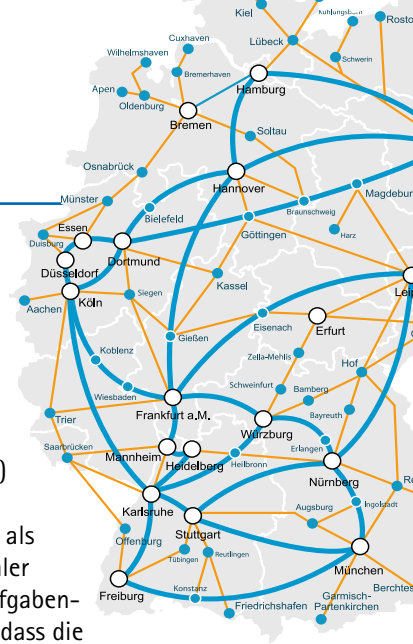 Kiel
Kühlungsb...
Rosto
Cuxhaven
Lübeck
Wilhelmshaven
Schwerin
Bremerhaven
Hamburg
Apen
Oldenburg
Bremen
Soltau
Osnabrück
Hannover
Magdebur
Münster
Braunschweig
Bielefeld
Essen
Göttingen
Harz
Duisburg
Dortmund
Düsseldorf
Kassel
Leip
Köln
Siegen
Aachen
Eisenach
Erfurt
Gießen
Koblenz
Zella-Mehlis
Hof
Wiesbaden
Schweinfurt
Bamberg
Frankfurt a.M.
Bayreuth
Trier
Würzburg
Saarbrücken
Mannheim
Erlangen
Heidelberg
Heilbronn
)
Nürnberg
Re
Karlsruhe
Ingolstadt
Augsburg
als
Stuttgart
Offenburg
aler
Tübingen
Reutlingen
München
fgaben-
Freiburg
Konstanz
Berchtes
Garmisch-
Partenkirchen
Friedrichshafen
dass die